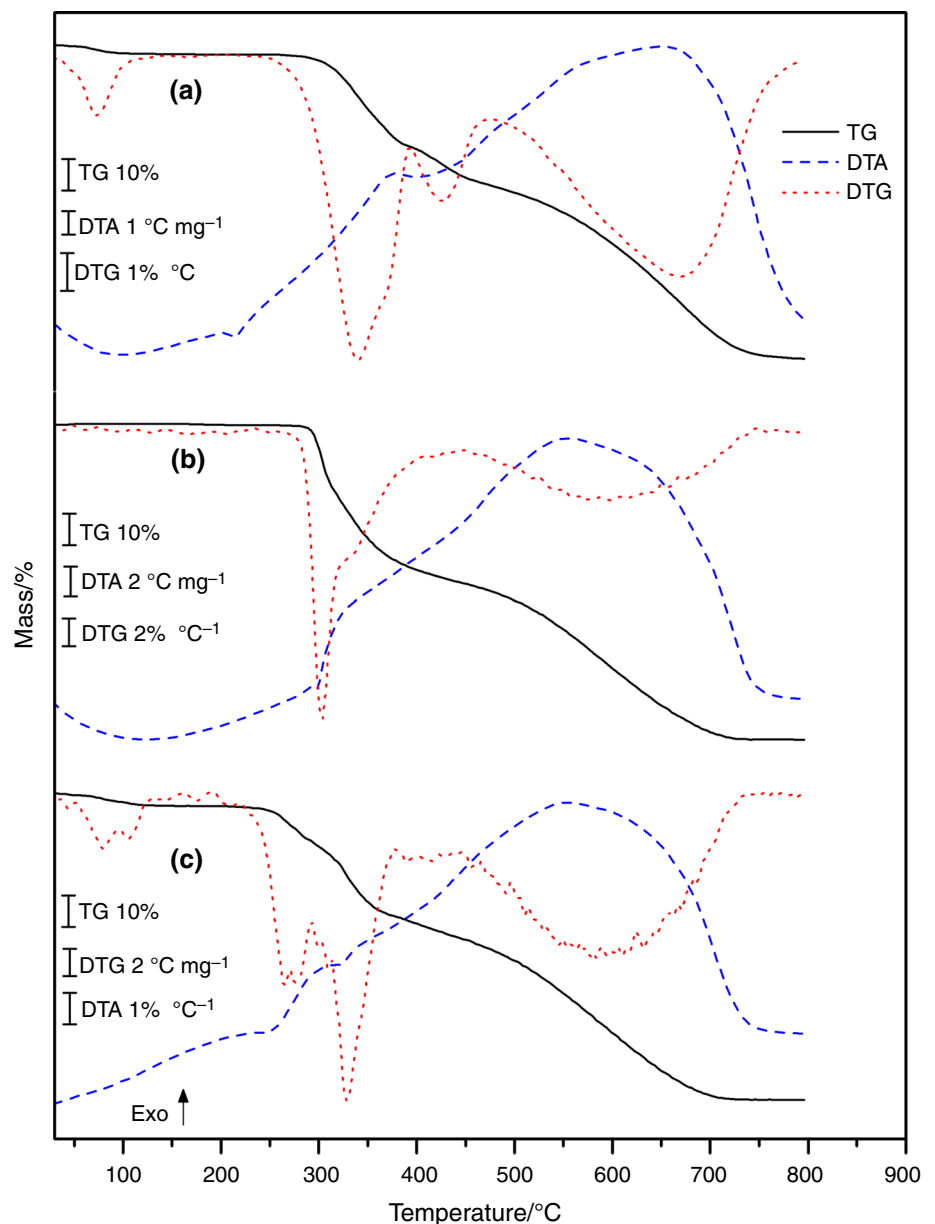 (a)
TG
DTA
DTG
TG 10%
DTA 1 °C mg⁻¹
DTG 1% °C
(b)
TG 10%
DTA 2 °C mg⁻¹
DTG 2% °C⁻¹
Mass/%
(c)
TG 10%
DTG 2 °C mg⁻¹
DTA 1% °C⁻¹
Exo
100 200 300 400 500 600 700 800 900
Temperature/°C